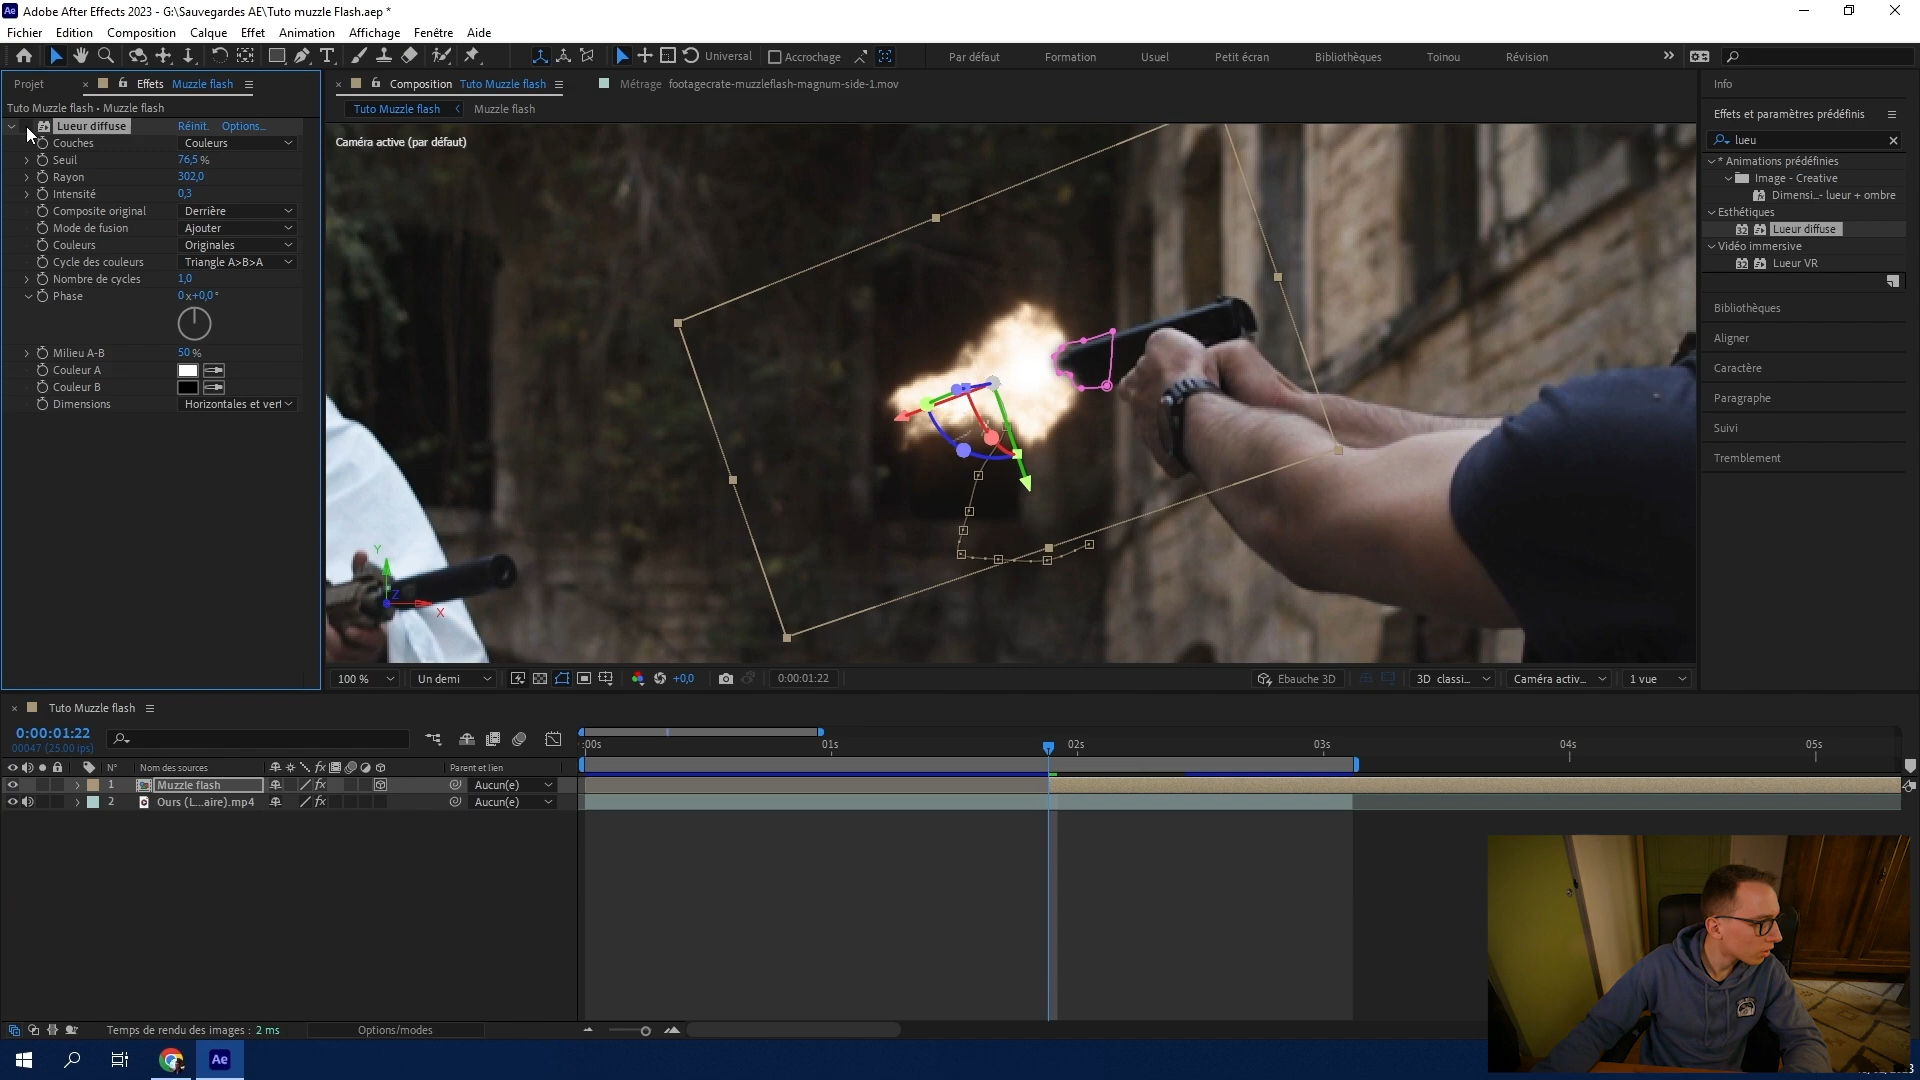 Adobe After Effects 2023 - G:\Sauvegardes AE\Tuto muzzle Flash.aep *
Fichier Edition Composition Calque Effet Animation Affichage Fenêtre Aide
Universal Accrochage Par défaut Formation Usuel Petit écran Bibliothèques Toinou Révision
Projet Effets Muzzle flash
Tuto Muzzle flash • Muzzle flash
Lueur diffuse Réinit. Options...
Couches Couleurs
Seuil 76,5 %
Rayon 302,0
Intensité 0,3
Composite original Derrière
Mode de fusion Ajouter
Couleurs Originales
Cycle des couleurs Triangle A>B>A
Nombre de cycles 1,0
Phase 0x+0,0°
Milieu A-B 50 %
Couleur A
Couleur B
Dimensions Horizontales et vert
Composition Tuto Muzzle flash
Métrage footagecrate-muzzleflash-magnum-side-1.mov
Tuto Muzzle flash Muzzle flash
Caméra active (par défaut)
Y
Z
X
100 % Un demi +0,0 0:00:01:22 Ebauche 3D 3D classi... Caméra activ... 1 vue
Info
Effets et paramètres prédéfinis
lueu
* Animations prédéfinies
Image - Creative
Dimensi...- lueur + ombre
Esthétiques
32 Lueur diffuse
Vidéo immersive
32 Lueur VR
Bibliothèques
Aligner
Caractère
Paragraphe
Suivi
Tremblement
Tuto Muzzle flash
0:00:01:22
00047 (25.00 ips)
:00s 01s 02s 03s 04s 05s
N° Nom des sources fx Parent et lien
1 Muzzle flash fx Aucun(e)
2 Ours (L...aire).mp4 fx Aucun(e)
Temps de rendu des images : 2 ms Options/modes
Ae